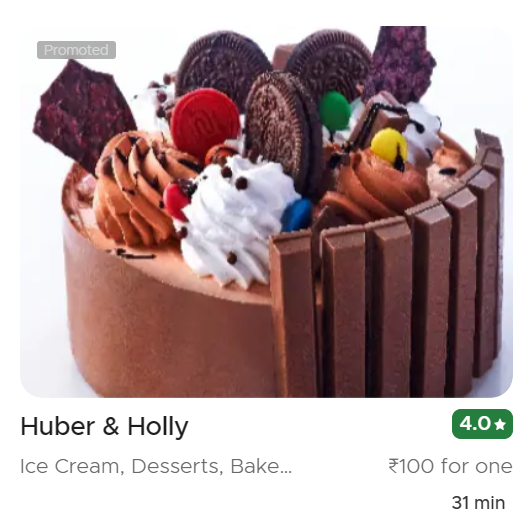 Promoted
Huber & Holly
4.0★
Ice Cream, Desserts, Bake...
₹100 for one
31 min